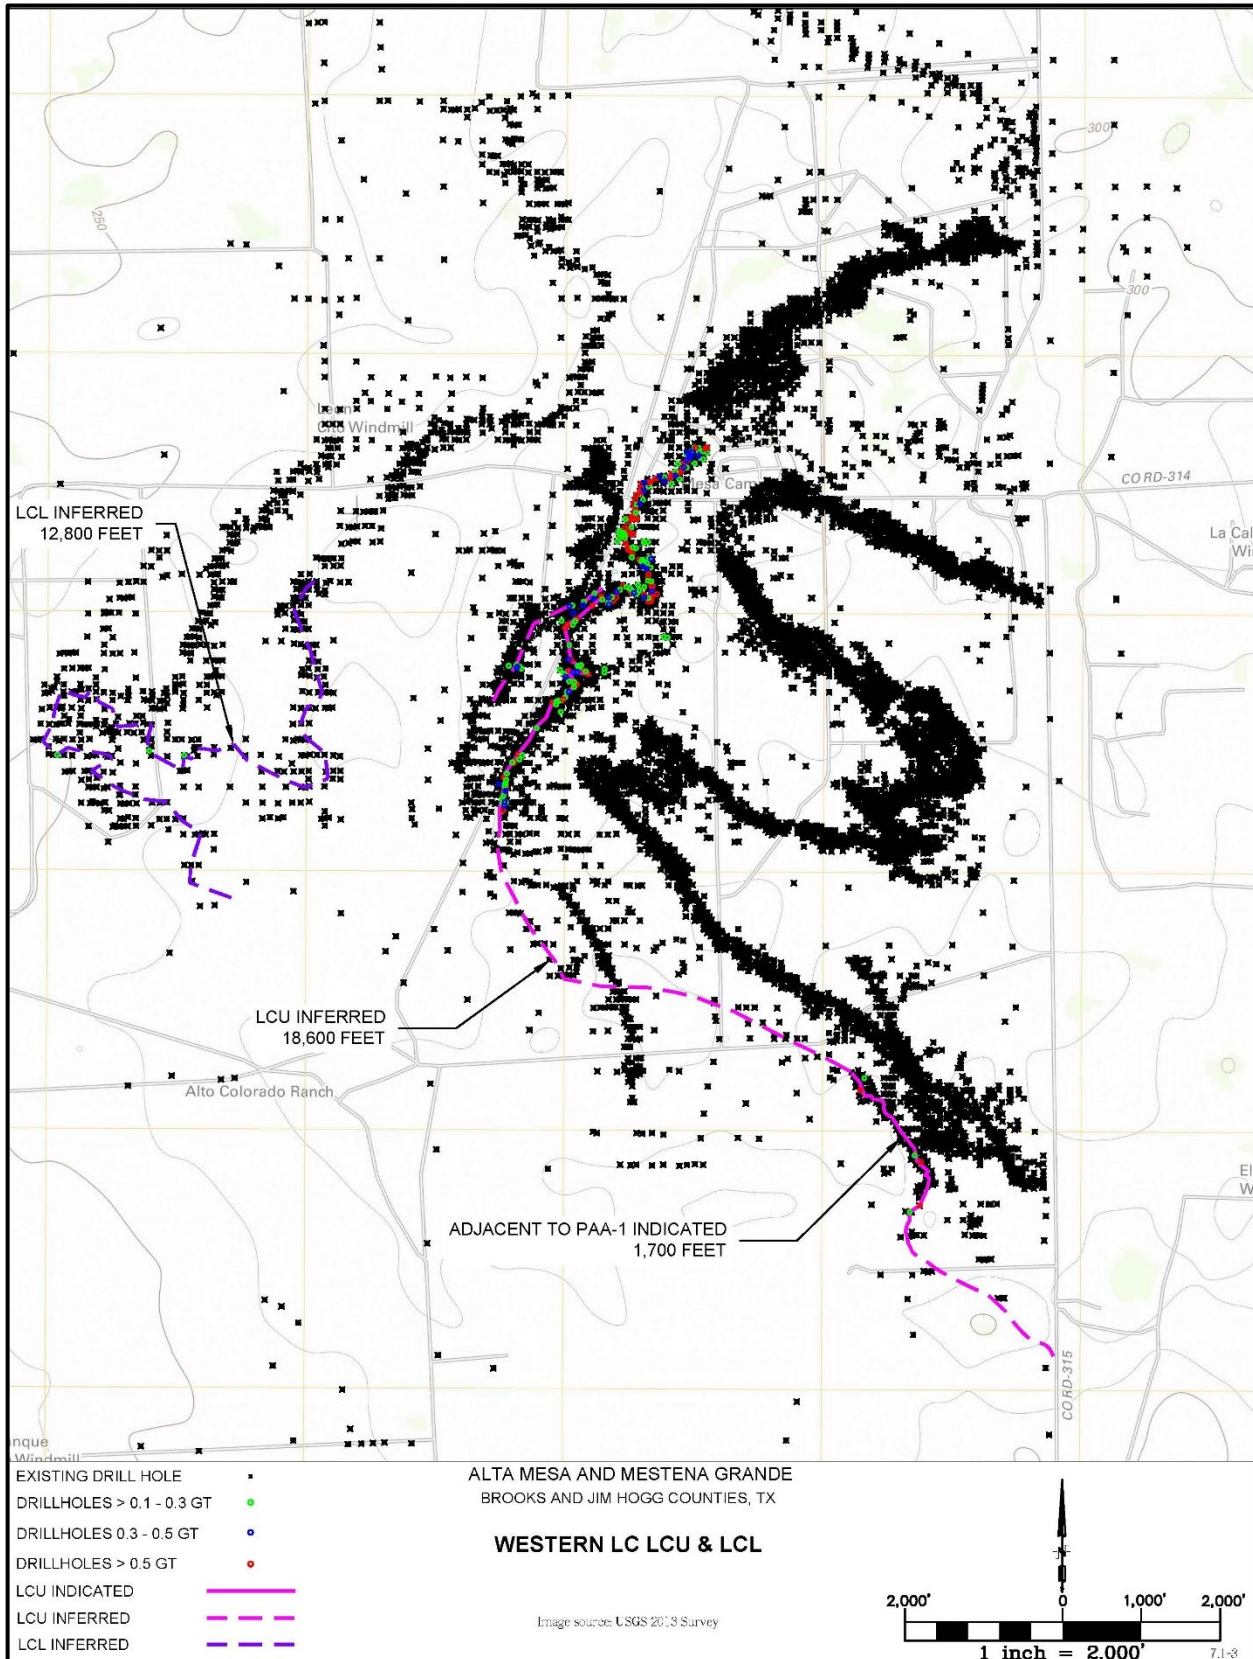 300
250
300
Leon
Cito Windmill
Mesa Cam
CO RD-314
LCL INFERRED
12,800 FEET
La Cal
Wi
LCU INFERRED
18,600 FEET
Alto Colorado Ranch
El
W
ADJACENT TO PAA-1 INDICATED
1,700 FEET
CO RD-315
anque
Windmill
EXISTING DRILL HOLE
DRILLHOLES > 0.1 - 0.3 GT
DRILLHOLES 0.3 - 0.5 GT
DRILLHOLES > 0.5 GT
LCU INDICATED
LCU INFERRED
LCL INFERRED
ALTA MESA AND MESTENA GRANDE
BROOKS AND JIM HOGG COUNTIES, TX
WESTERN LC LCU & LCL
Image source: USGS 2013 Survey
N
2,000' 0 1,000' 2,000'
1 inch = 2,000'
7.1-3